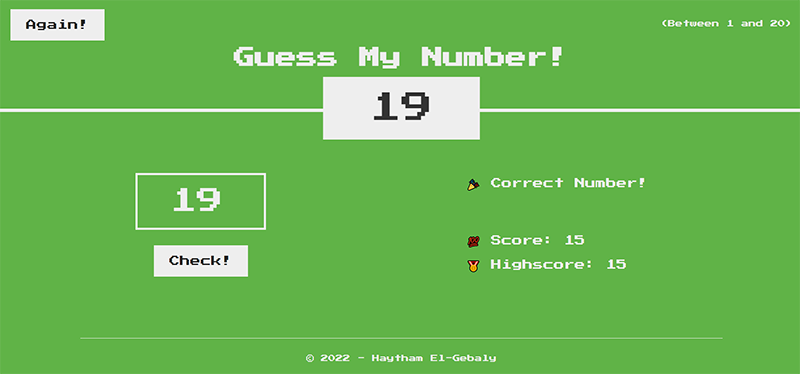 Again!
(Between 1 and 20)
Guess My Number!
19
19
Correct Number!
Check!
Score: 15
Highscore: 15
© 2022 - Haytham El-Gebaly